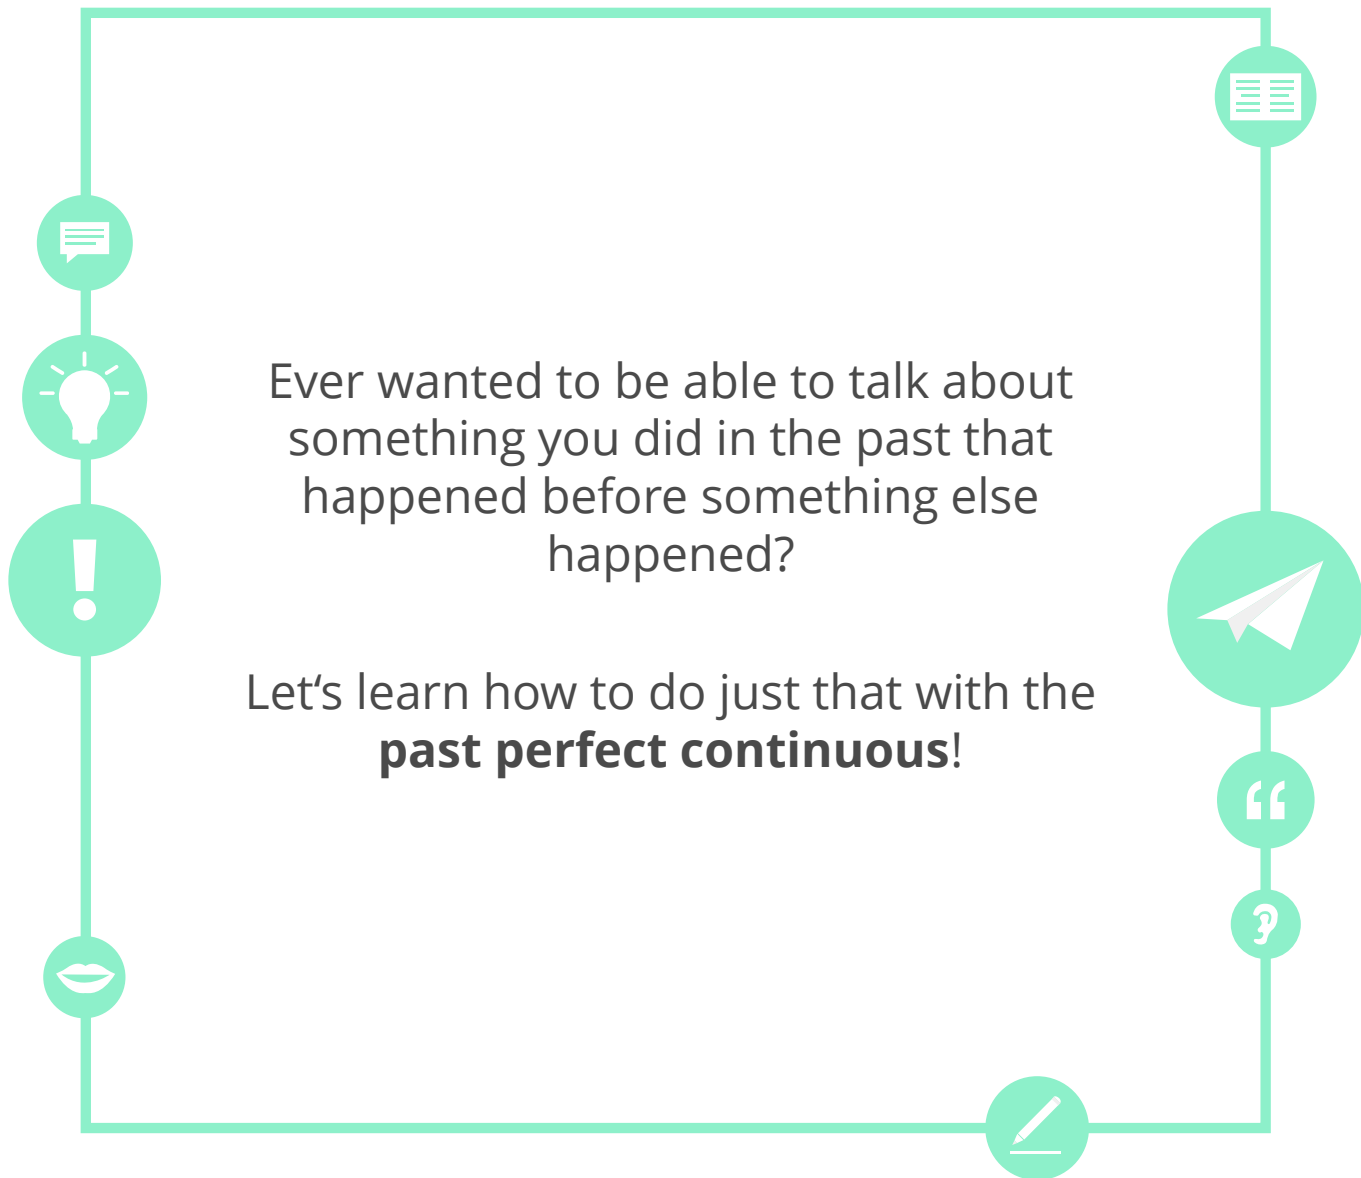 Ever wanted to be able to talk about
something you did in the past that
happened before something else
happened?
Let‘s learn how to do just that with the
past perfect continuous!